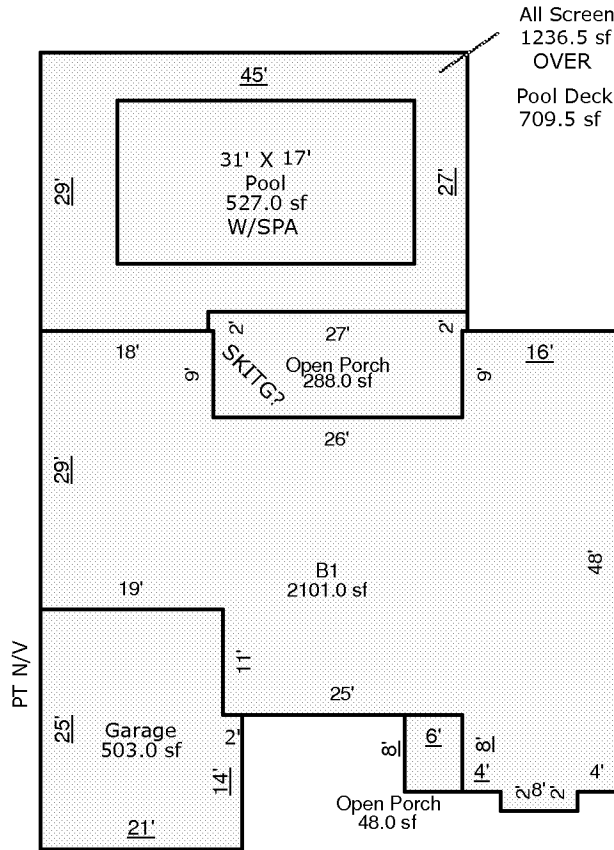 All Screen
1236.5 sf
OVER
Pool Deck
709.5 sf
45'
29'
27'
31' X 17'
Pool
527.0 sf
W/SPA
2'
27'
2'
18'
9'
SKITG?
Open Porch
288.0 sf
9'
16'
26'
29'
B1
2101.0 sf
48'
19'
PT N/V
11'
25'
25'
Garage
503.0 sf
2'
14'
21'
8'
6'
8'
4'
2'
8'
2'
4'
Open Porch
48.0 sf